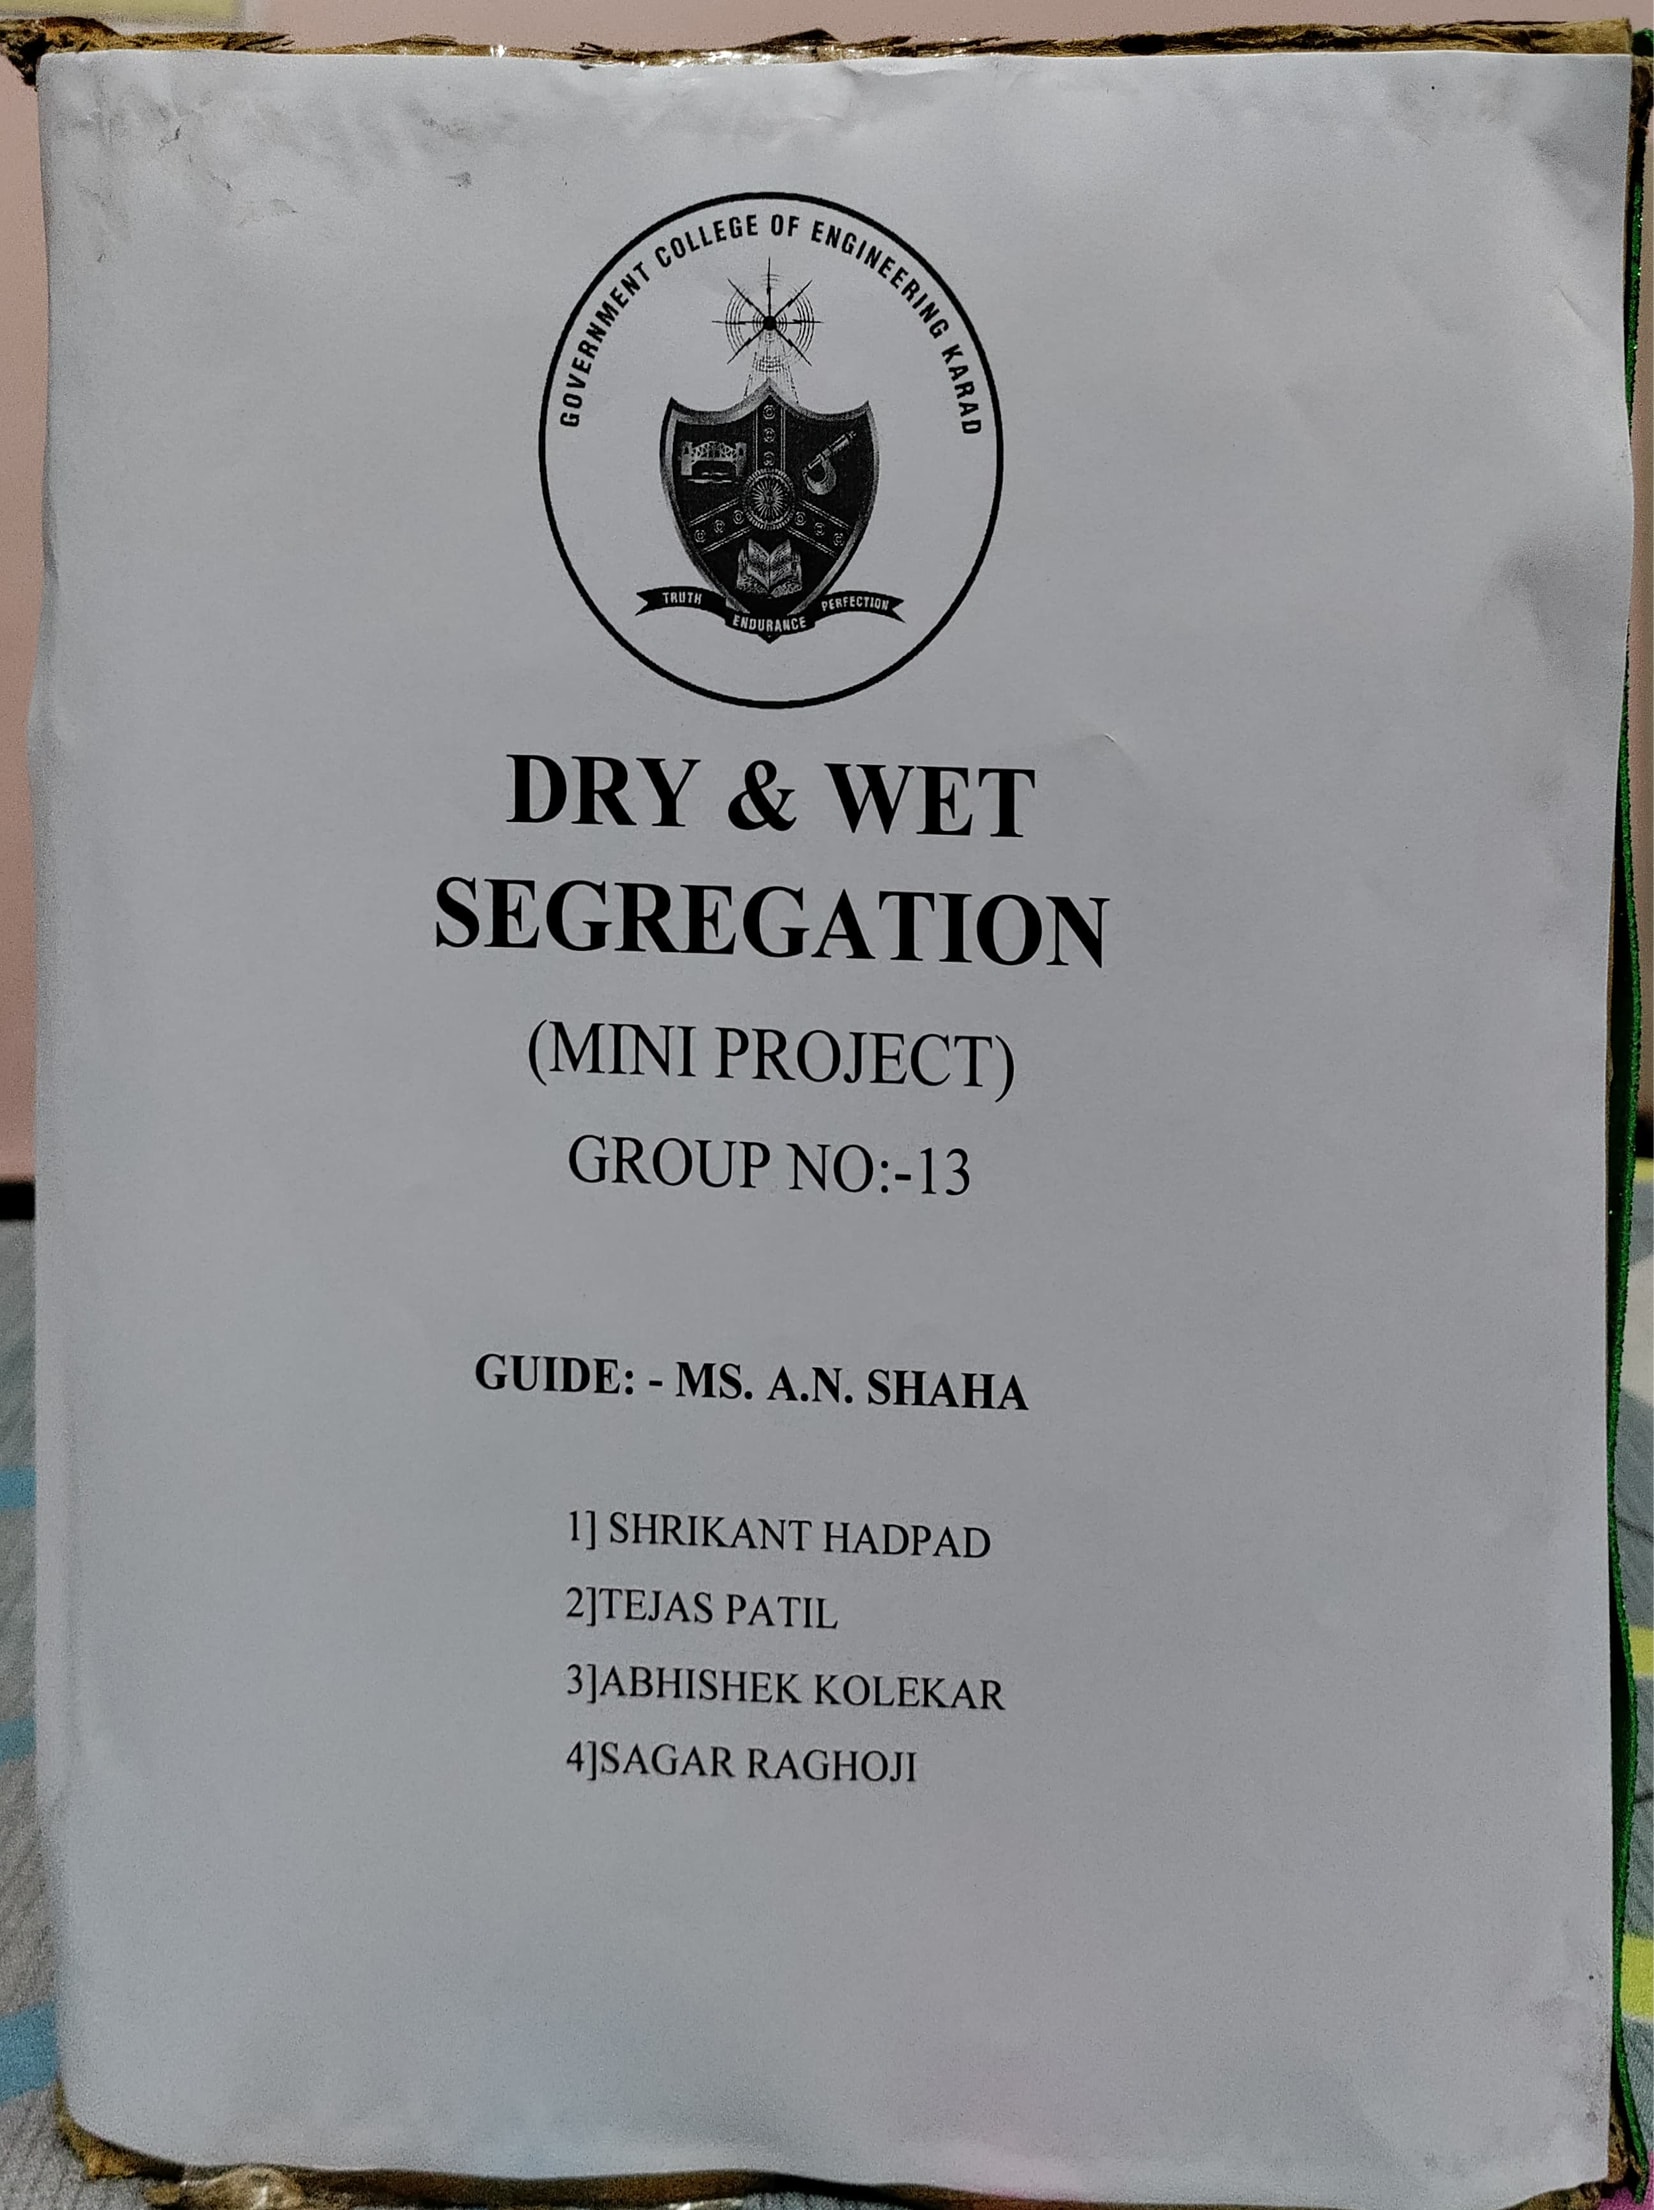 GOVERNMENT COLLEGE OF ENGINEERING KARAD
TRUTH
ENDURANCE
PERFECTION
DRY & WET
SEGREGATION
(MINI PROJECT)
GROUP NO:-13
GUIDE: - MS. A.N. SHAHA
1] SHRIKANT HADPAD
2]TEJAS PATIL
3]ABHISHEK KOLEKAR
4]SAGAR RAGHOJI